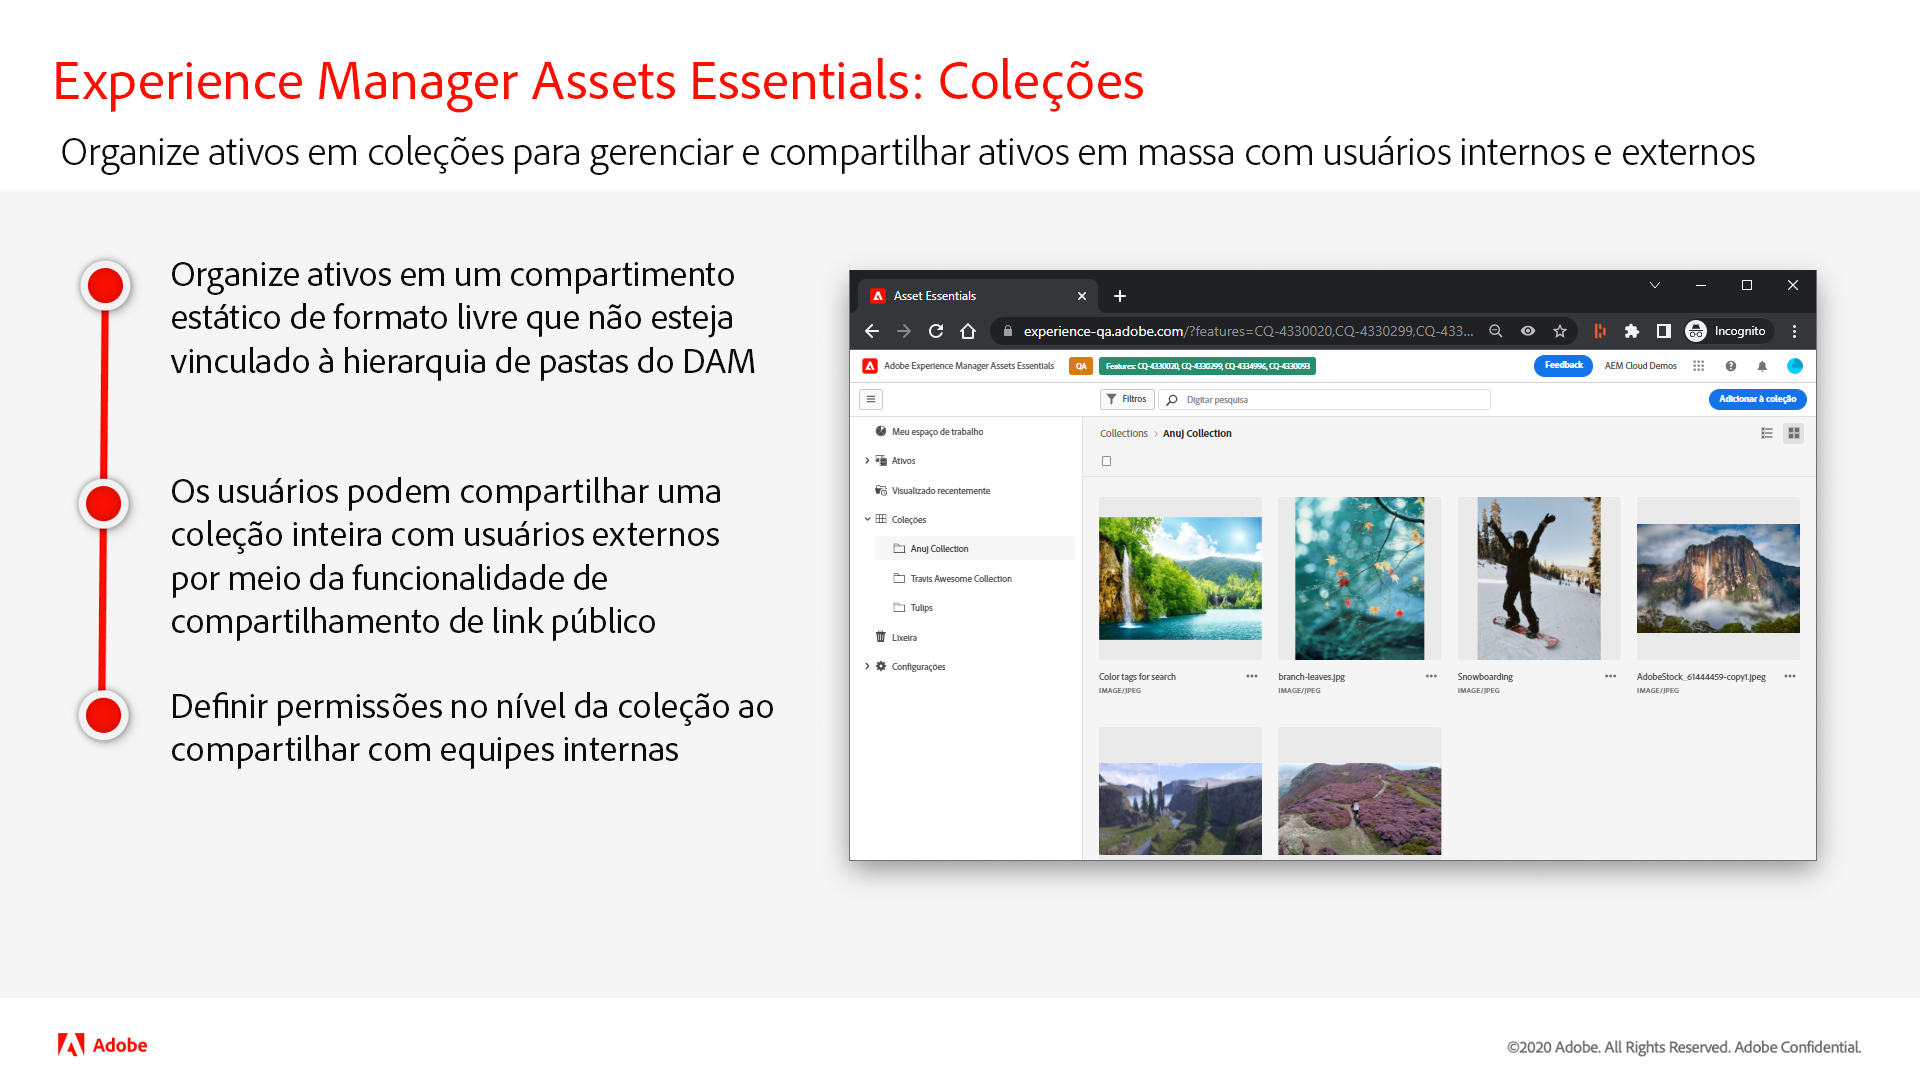 Experience Manager Assets Essentials: Coleções
Organize ativos em coleções para gerenciar e compartilhar ativos em massa com usuários internos e externos
Organize ativos em um compartimento
estático de formato livre que não esteja
vinculado à hierarquia de pastas do DAM
Os usuários podem compartilhar uma
coleção inteira com usuários externos
por meio da funcionalidade de
compartilhamento de link público
Definir permissões no nível da coleção ao
compartilhar com equipes internas
Asset Essentials
experience-qa.adobe.com/?features=CQ-4330020,CQ-4330299,CQ-433...
Incognito
Adobe Experience Manager Assets Essentials
QA
Features: CQ-4330020, CQ-4330299, CQ-4334996, CQ-4330093
Feedback
AEM Cloud Demos
Filtros
Digitar pesquisa
Adicionar à coleção
Meu espaço de trabalho
Ativos
Visualizado recentemente
Coleções
Anuj Collection
Travis Awesome Collection
Tulips
Lixeira
Configurações
Collections > Anuj Collection
Color tags for search
IMAGE/JPEG
branch-leaves.jpg
IMAGE/JPEG
Snowboarding
IMAGE/JPEG
AdobeStock_61444459-copy1.jpeg
IMAGE/JPEG
Adobe
©2020 Adobe. All Rights Reserved. Adobe Confidential.